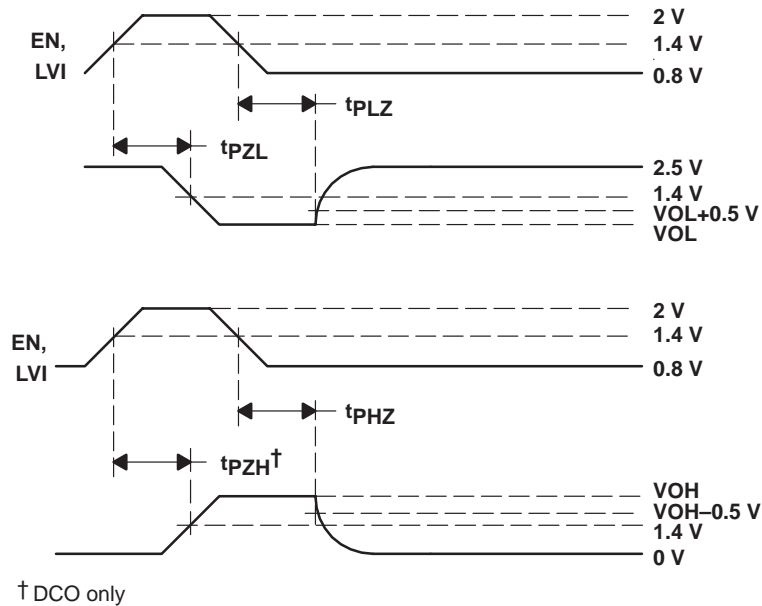 2 V
EN,
1.4 V
LVI
0.8 V
tPLZ
tPZL
2.5 V
1.4 V
VOL+0.5 V
VOL
2 V
EN,
1.4 V
LVI
0.8 V
tPHZ
tPZH†
VOH
VOH–0.5 V
1.4 V
0 V
† DCO only